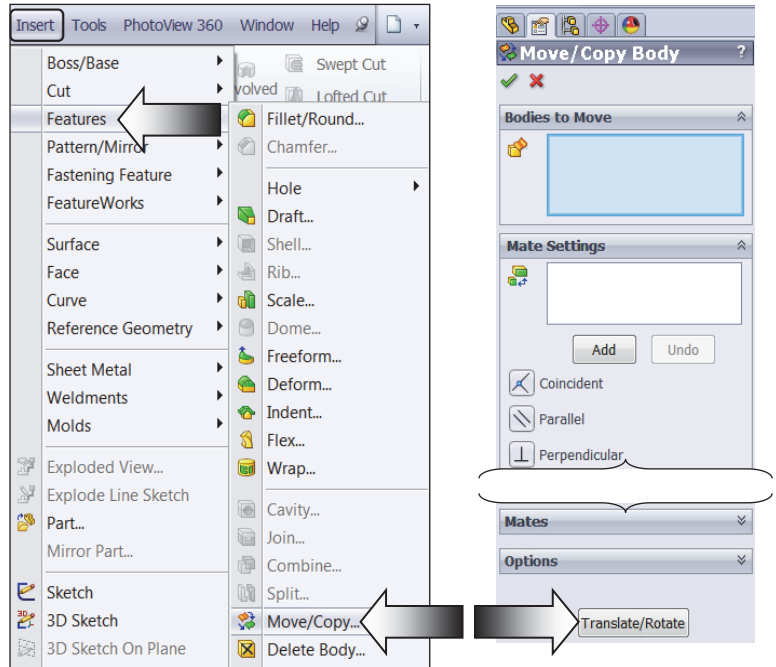 Insert Tools PhotoView 360 Window Help
Boss/Base
Cut
Features
Pattern/Mirror
Fastening Feature
FeatureWorks
Surface
Face
Curve
Reference Geometry
Sheet Metal
Weldments
Molds
Exploded View...
Explode Line Sketch
Part...
Mirror Part...
Sketch
3D Sketch
3D Sketch On Plane
Swept Cut
volved
Lofted Cut
Fillet/Round...
Chamfer...
Hole
Draft...
Shell...
Rib...
Scale...
Dome...
Freeform...
Deform...
Indent...
Flex...
Wrap...
Cavity...
Join...
Combine...
Split...
Move/Copy...
Delete Body...
Move/Copy Body ?
Bodies to Move
Mate Settings
Add Undo
Coincident
Parallel
Perpendicular
Mates
Options
Translate/Rotate